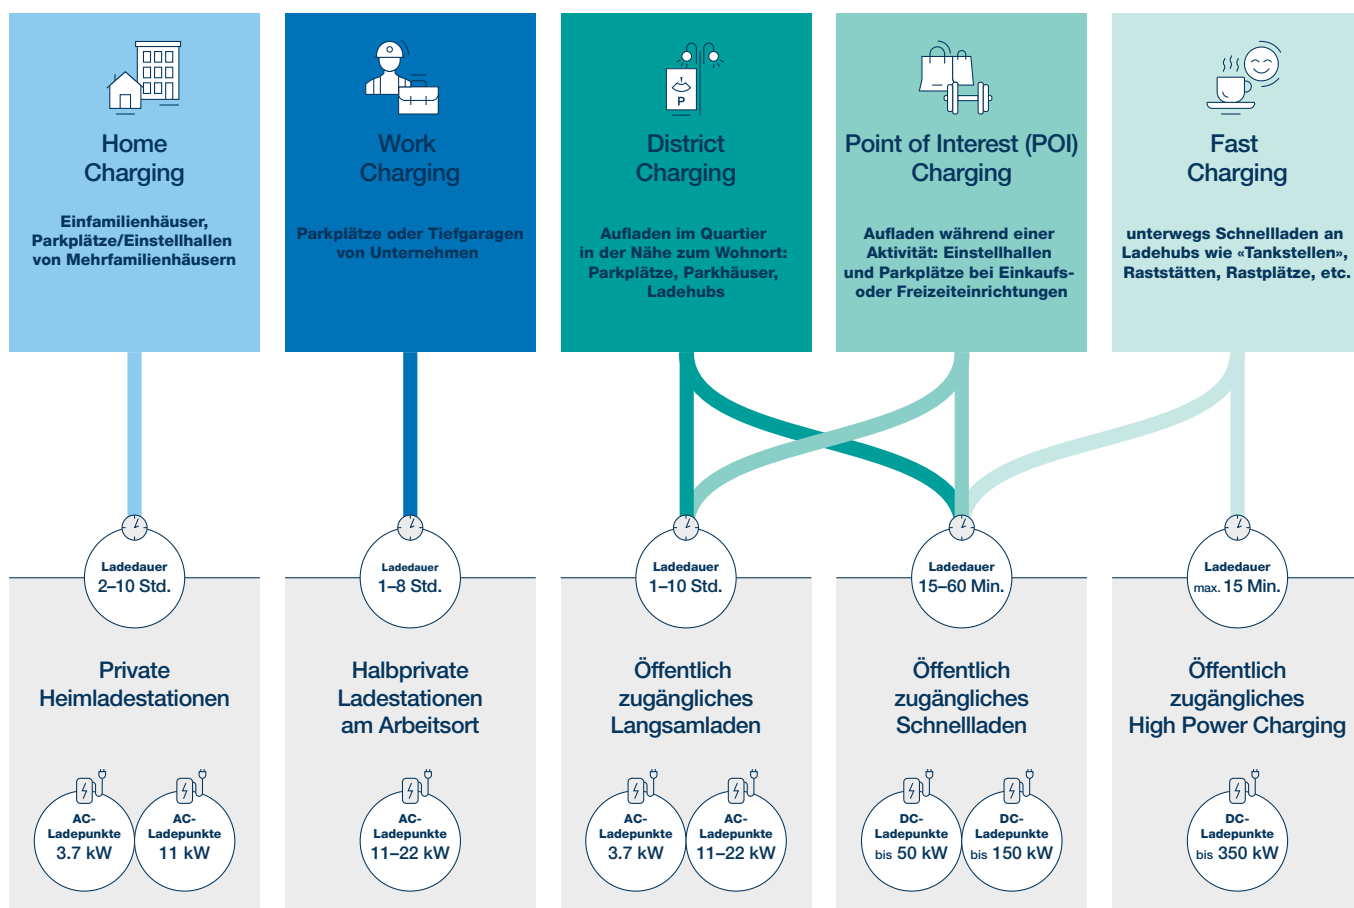 Home
Charging
Einfamilienhäuser,
Parkplätze/Einstellhallen
von Mehrfamilienhäusern
Work
Charging
Parkplätze oder Tiefgaragen
von Unternehmen
P
District
Charging
Aufladen im Quartier
in der Nähe zum Wohnort:
Parkplätze, Parkhäuser,
Ladehubs
Point of Interest (POI)
Charging
Aufladen während einer
Aktivität: Einstellhallen
und Parkplätze bei Einkaufs-
oder Freizeiteinrichtungen
Fast
Charging
unterwegs Schnellladen an
Ladehubs wie «Tankstellen»,
Raststätten, Rastplätze, etc.
Ladedauer
2–10 Std.
Ladedauer
1–8 Std.
Ladedauer
1–10 Std.
Ladedauer
15–60 Min.
Ladedauer
max. 15 Min.
Private
Heimladestationen
AC-
Ladepunkte
3.7 kW
AC-
Ladepunkte
11 kW
Halbprivate
Ladestationen
am Arbeitsort
AC-
Ladepunkte
11–22 kW
Öffentlich
zugängliches
Langsamladen
AC-
Ladepunkte
3.7 kW
AC-
Ladepunkte
11–22 kW
Öffentlich
zugängliches
Schnellladen
DC-
Ladepunkte
bis 50 kW
DC-
Ladepunkte
bis 150 kW
Öffentlich
zugängliches
High Power Charging
DC-
Ladepunkte
bis 350 kW